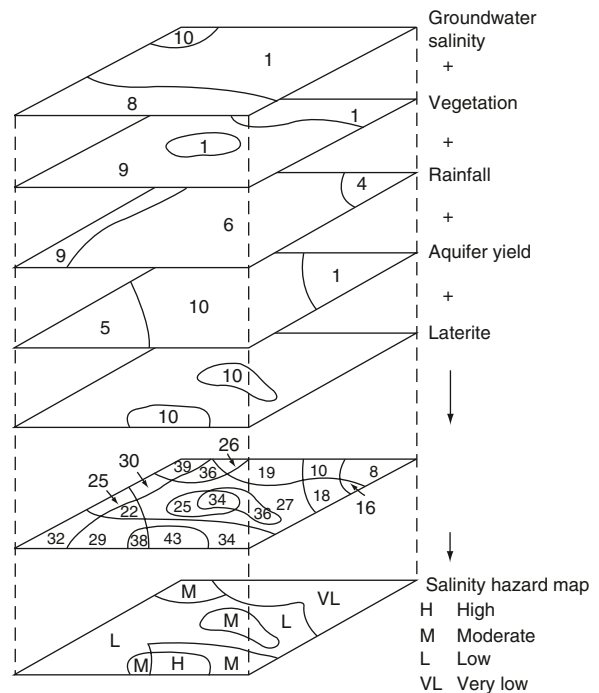 Groundwater
salinity
10
1
+
8
Vegetation
1
1
+
9
Rainfall
4
6
+
9
Aquifer yield
1
10
+
5
Laterite
10
10
26
30
39
36
19
10
8
25
34
25
22
36
27
18
16
32
29
38
43
34
Salinity hazard map
M
VL
H High
M
L
M Moderate
L
L Low
M
H
M
VL Very low